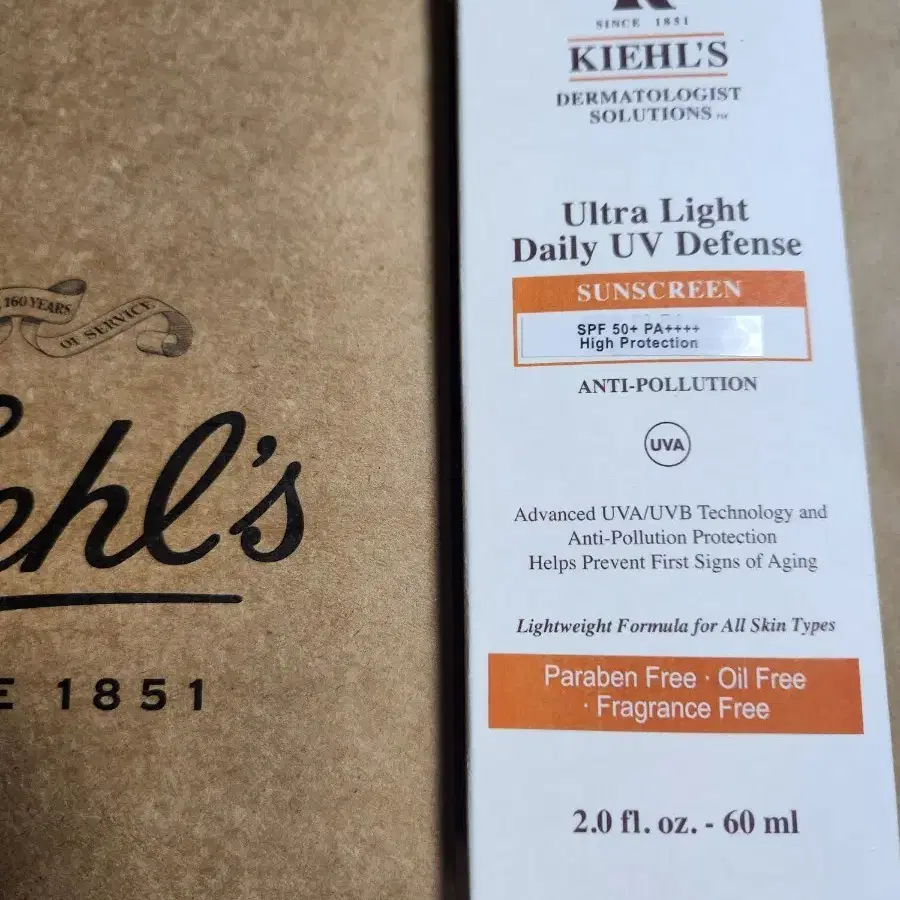 160 YEARS
OF SERVICE
ehl's
E 1851
SINCE 1851
KIEHL'S
DERMATOLOGIST
SOLUTIONS™
Ultra Light
Daily UV Defense
SUNSCREEN
SPF 50+ PA++++
High Protection
ANTI-POLLUTION
UVA
Advanced UVA/UVB Technology and
Anti-Pollution Protection
Helps Prevent First Signs of Aging
Lightweight Formula for All Skin Types
Paraben Free · Oil Free
· Fragrance Free
2.0 fl. oz. - 60 ml